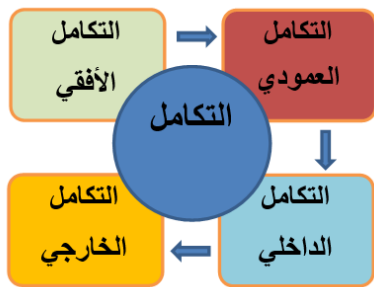 التكامل
الأفقي
التكامل
العمودي
التكامل
التكامل
الداخلي
التكامل
الخارجي